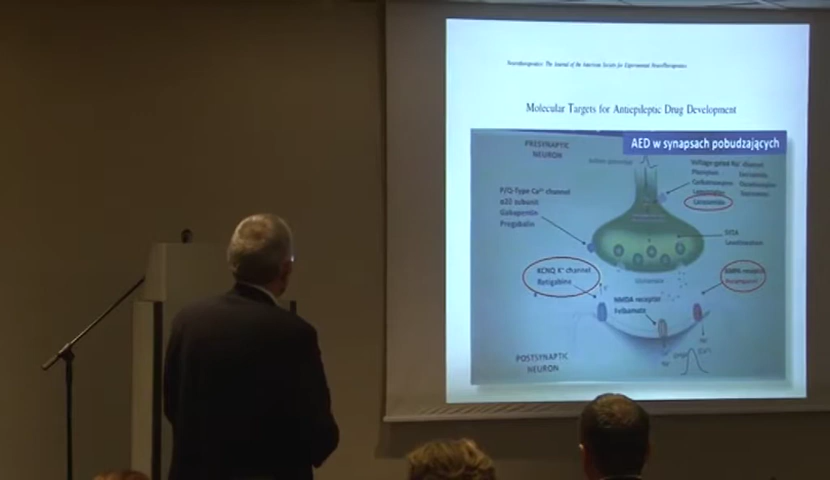 Neurotherapeutics: The Journal of the American Society for Experimental NeuroTherapeutics
Molecular Targets for Antiepileptic Drug Development
AED w synapsach pobudzających
PRESYNAPTIC
NEURON
Voltage-gated Na+ channel
Phenytoin
Carbamazepine
Lamotrigine
Lacosamide
P/Q-Type Ca²⁺ channel
α2δ subunit
Gabapentin
Pregabalin
SV2A
Levetiracetam
KCNQ K⁺ channel
Retigabine
AMPA receptor
Glutamate
NMDA receptor
Felbamate
POSTSYNAPTIC
NEURON